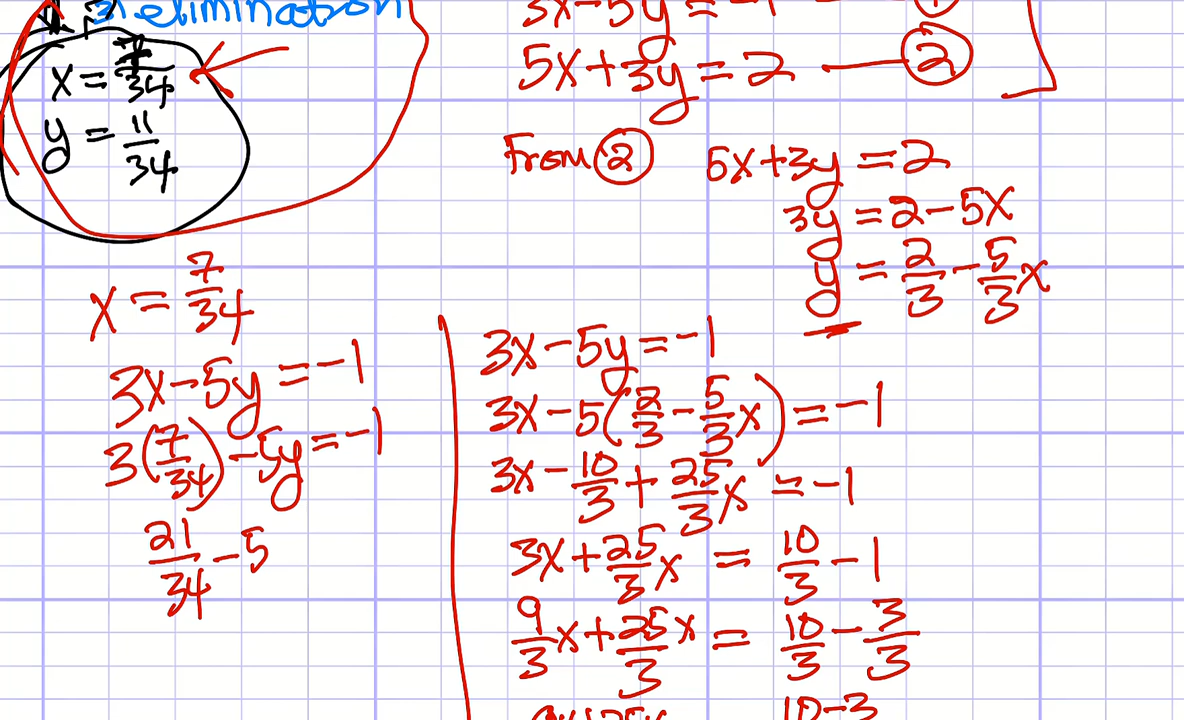 elimination
x = 7/34
y = 11/34
3x-5y = -1 —— 1
5x+3y = 2 —— 2
From 2 5x+3y = 2
3y = 2-5x
y = 2/3 - 5/3 x
x = 7/34
3x-5y = -1
3(7/34) -5y = -1
21/34 - 5
3x-5y = -1
3x-5(2/3 - 5/3 x) = -1
3x - 10/3 + 25/3 x = -1
3x + 25/3 x = 10/3 - 1
9/3 x + 25/3 x = 10/3 - 3/3
10-3